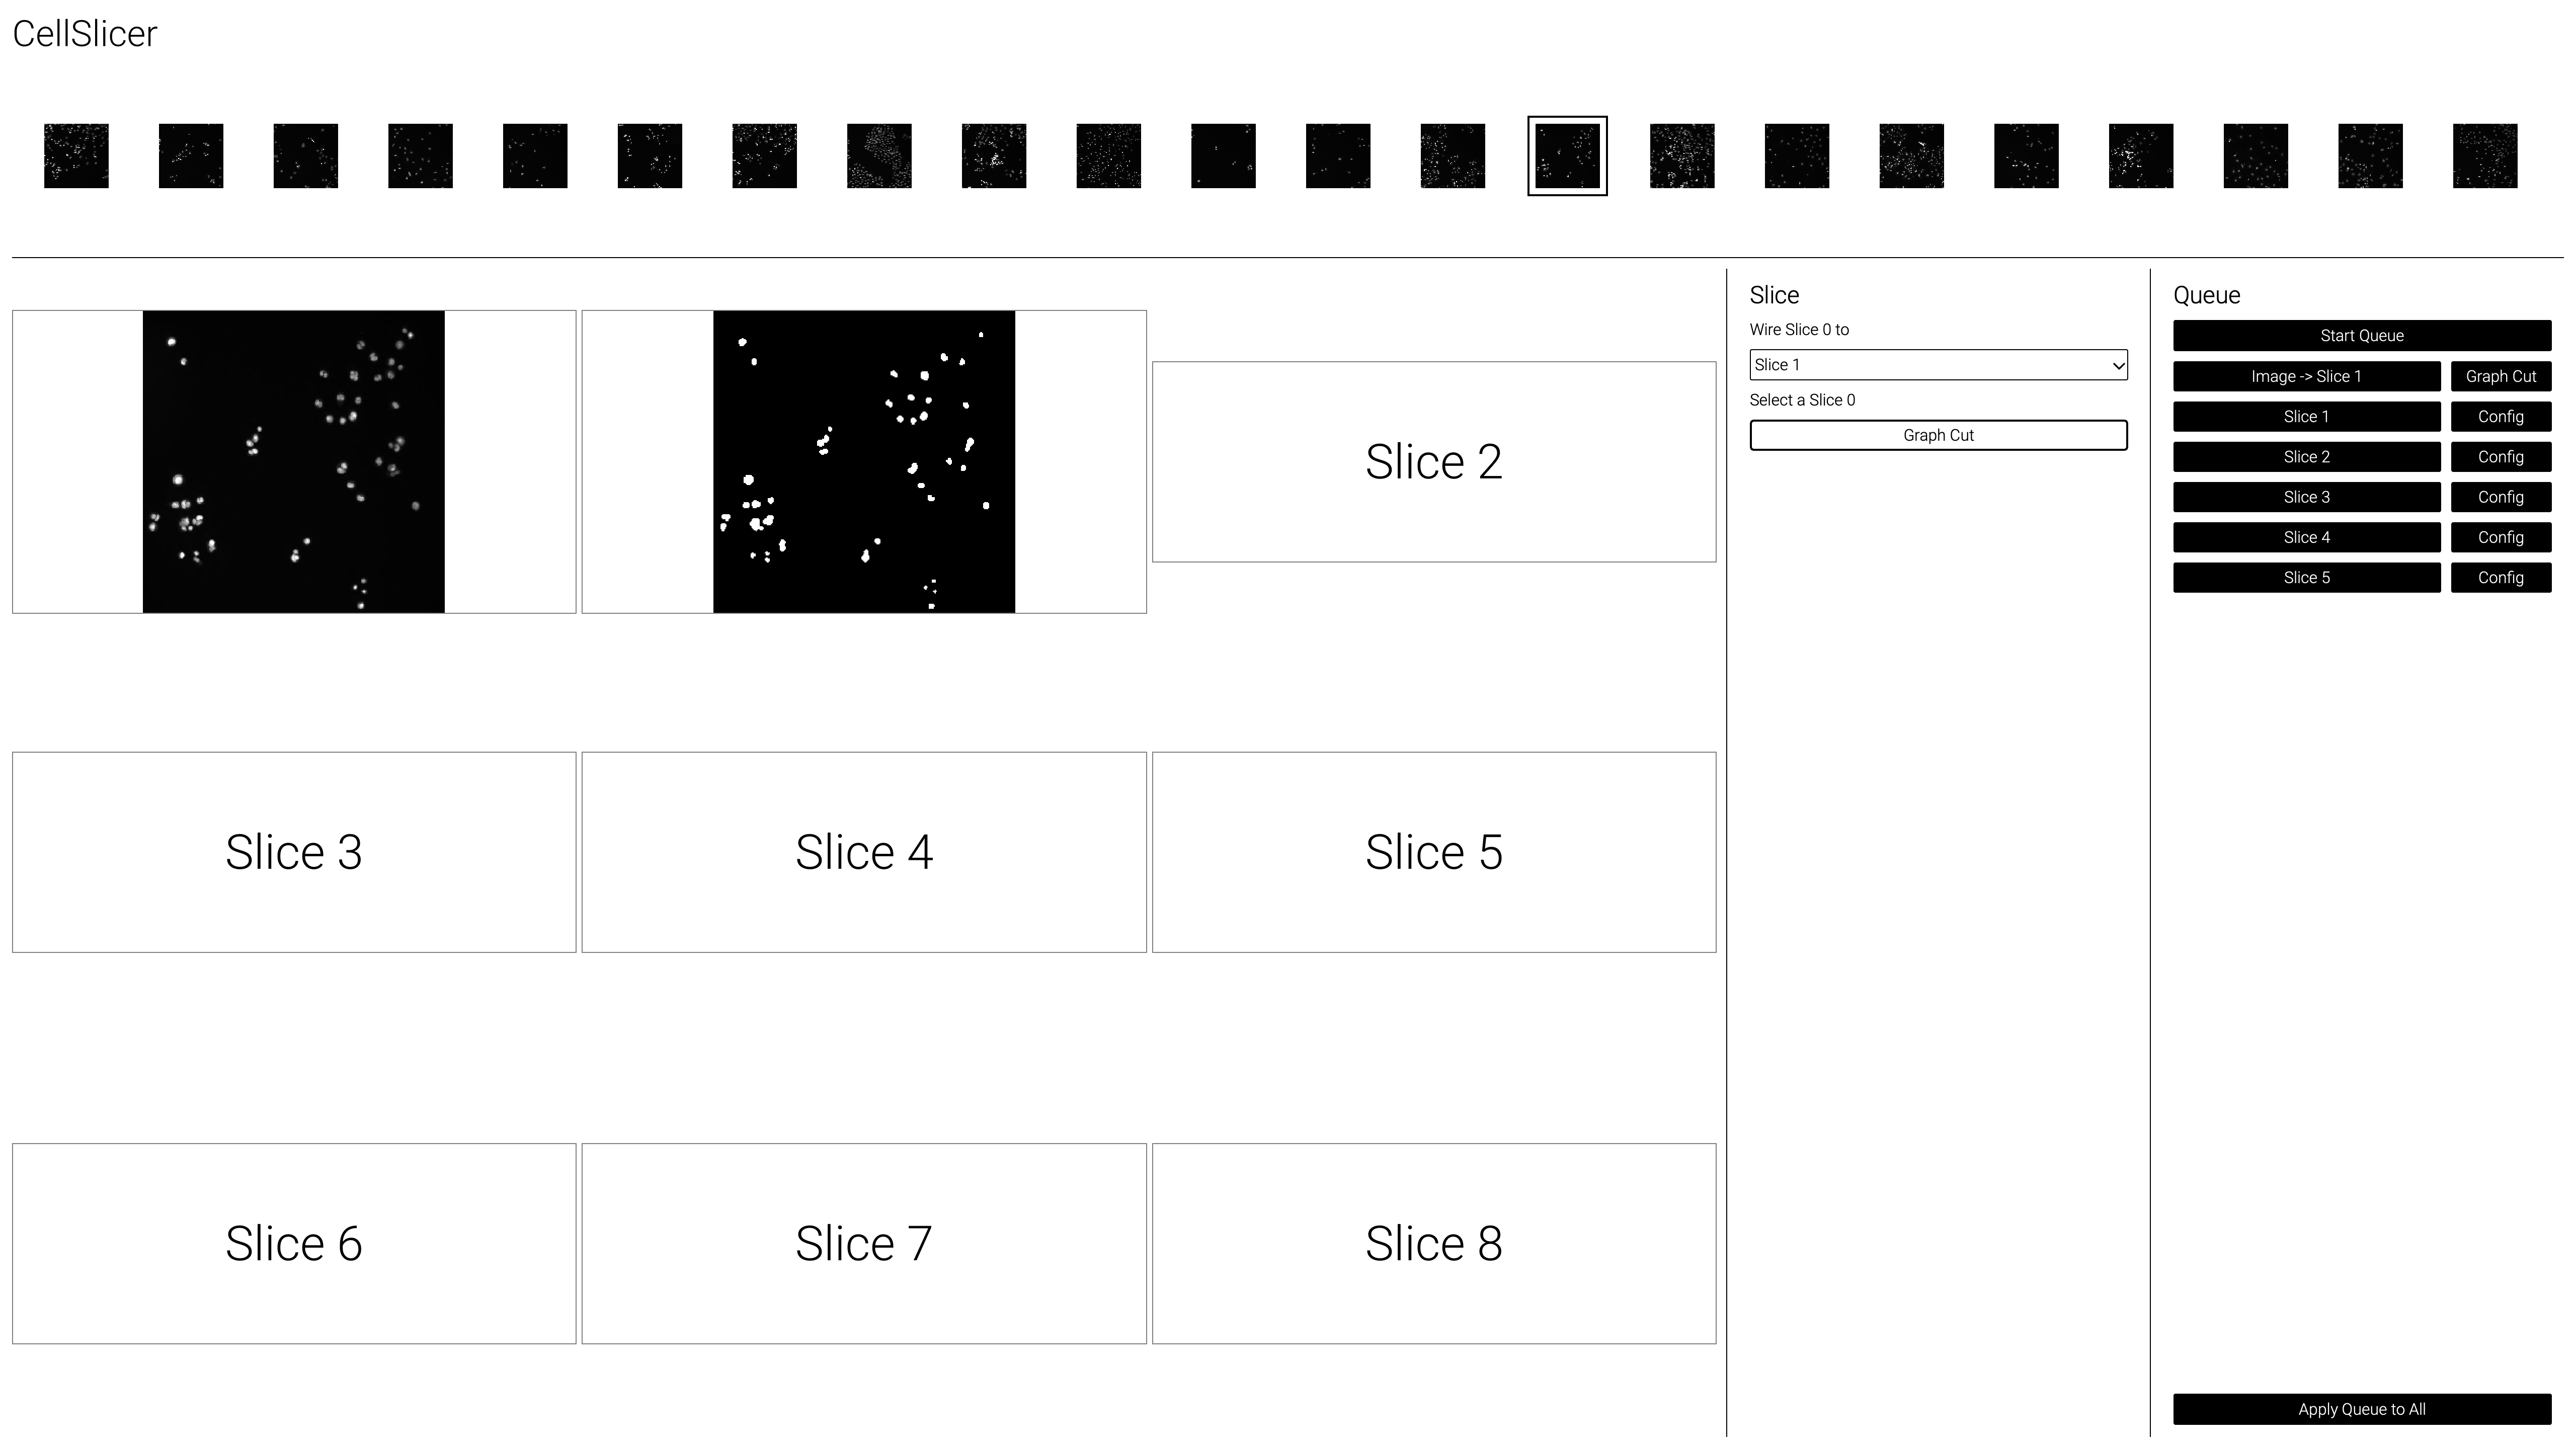 CellSlicer
Slice 2
Slice 3
Slice 4
Slice 5
Slice 6
Slice 7
Slice 8
Slice
Wire Slice 0 to
Slice 1
Select a Slice 0
Graph Cut
Queue
Start Queue
Image -> Slice 1 Graph Cut
Slice 1 Config
Slice 2 Config
Slice 3 Config
Slice 4 Config
Slice 5 Config
Apply Queue to All